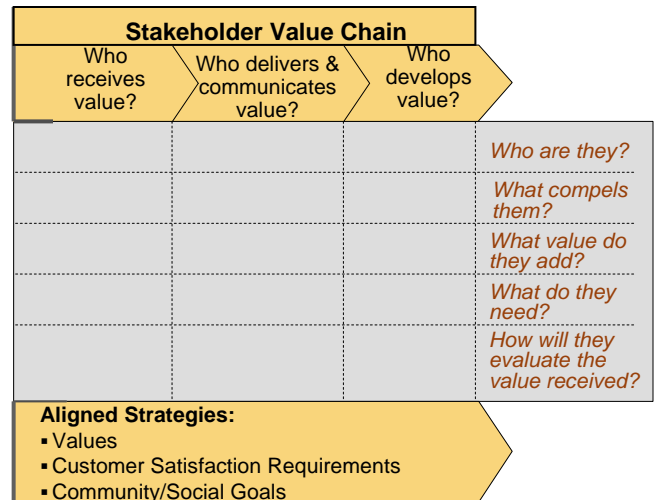 Stakeholder Value Chain
Who
receives
value?
Who delivers &
communicates
value?
Who
develops
value?
Who are they?
What compels
them?
What value do
they add?
What do they
need?
How will they
evaluate the
value received?
Aligned Strategies:
▪ Values
▪ Customer Satisfaction Requirements
▪ Community/Social Goals